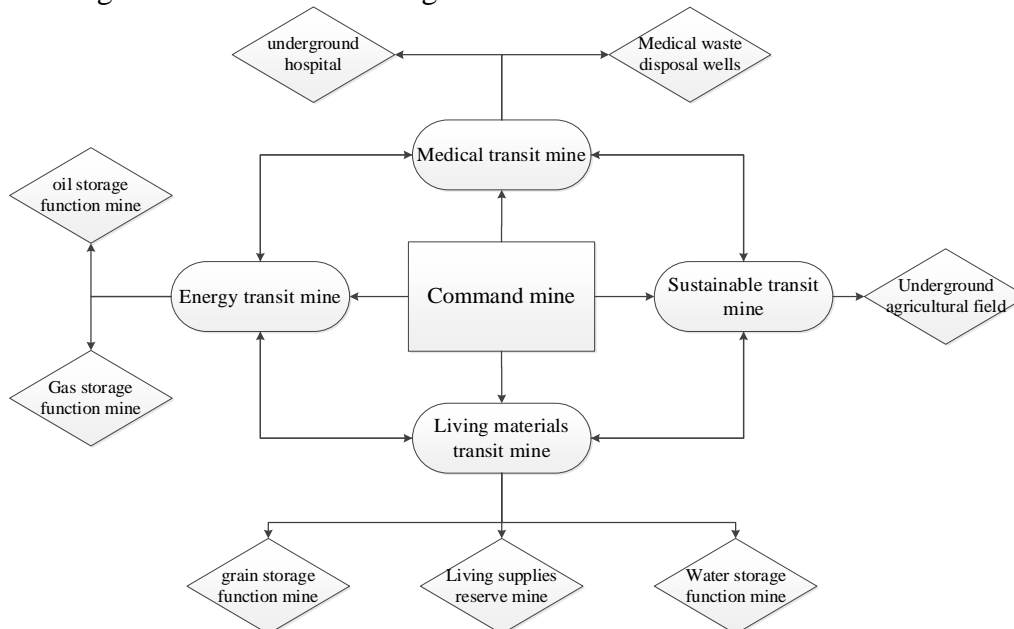 underground
hospital
Medical waste
disposal wells
Medical transit mine
oil storage
function mine
Energy transit mine
Command mine
Sustainable transit
mine
Underground
agricultural field
Gas storage
function mine
Living materials
transit mine
grain storage
function mine
Living supplies
reserve mine
Water storage
function mine